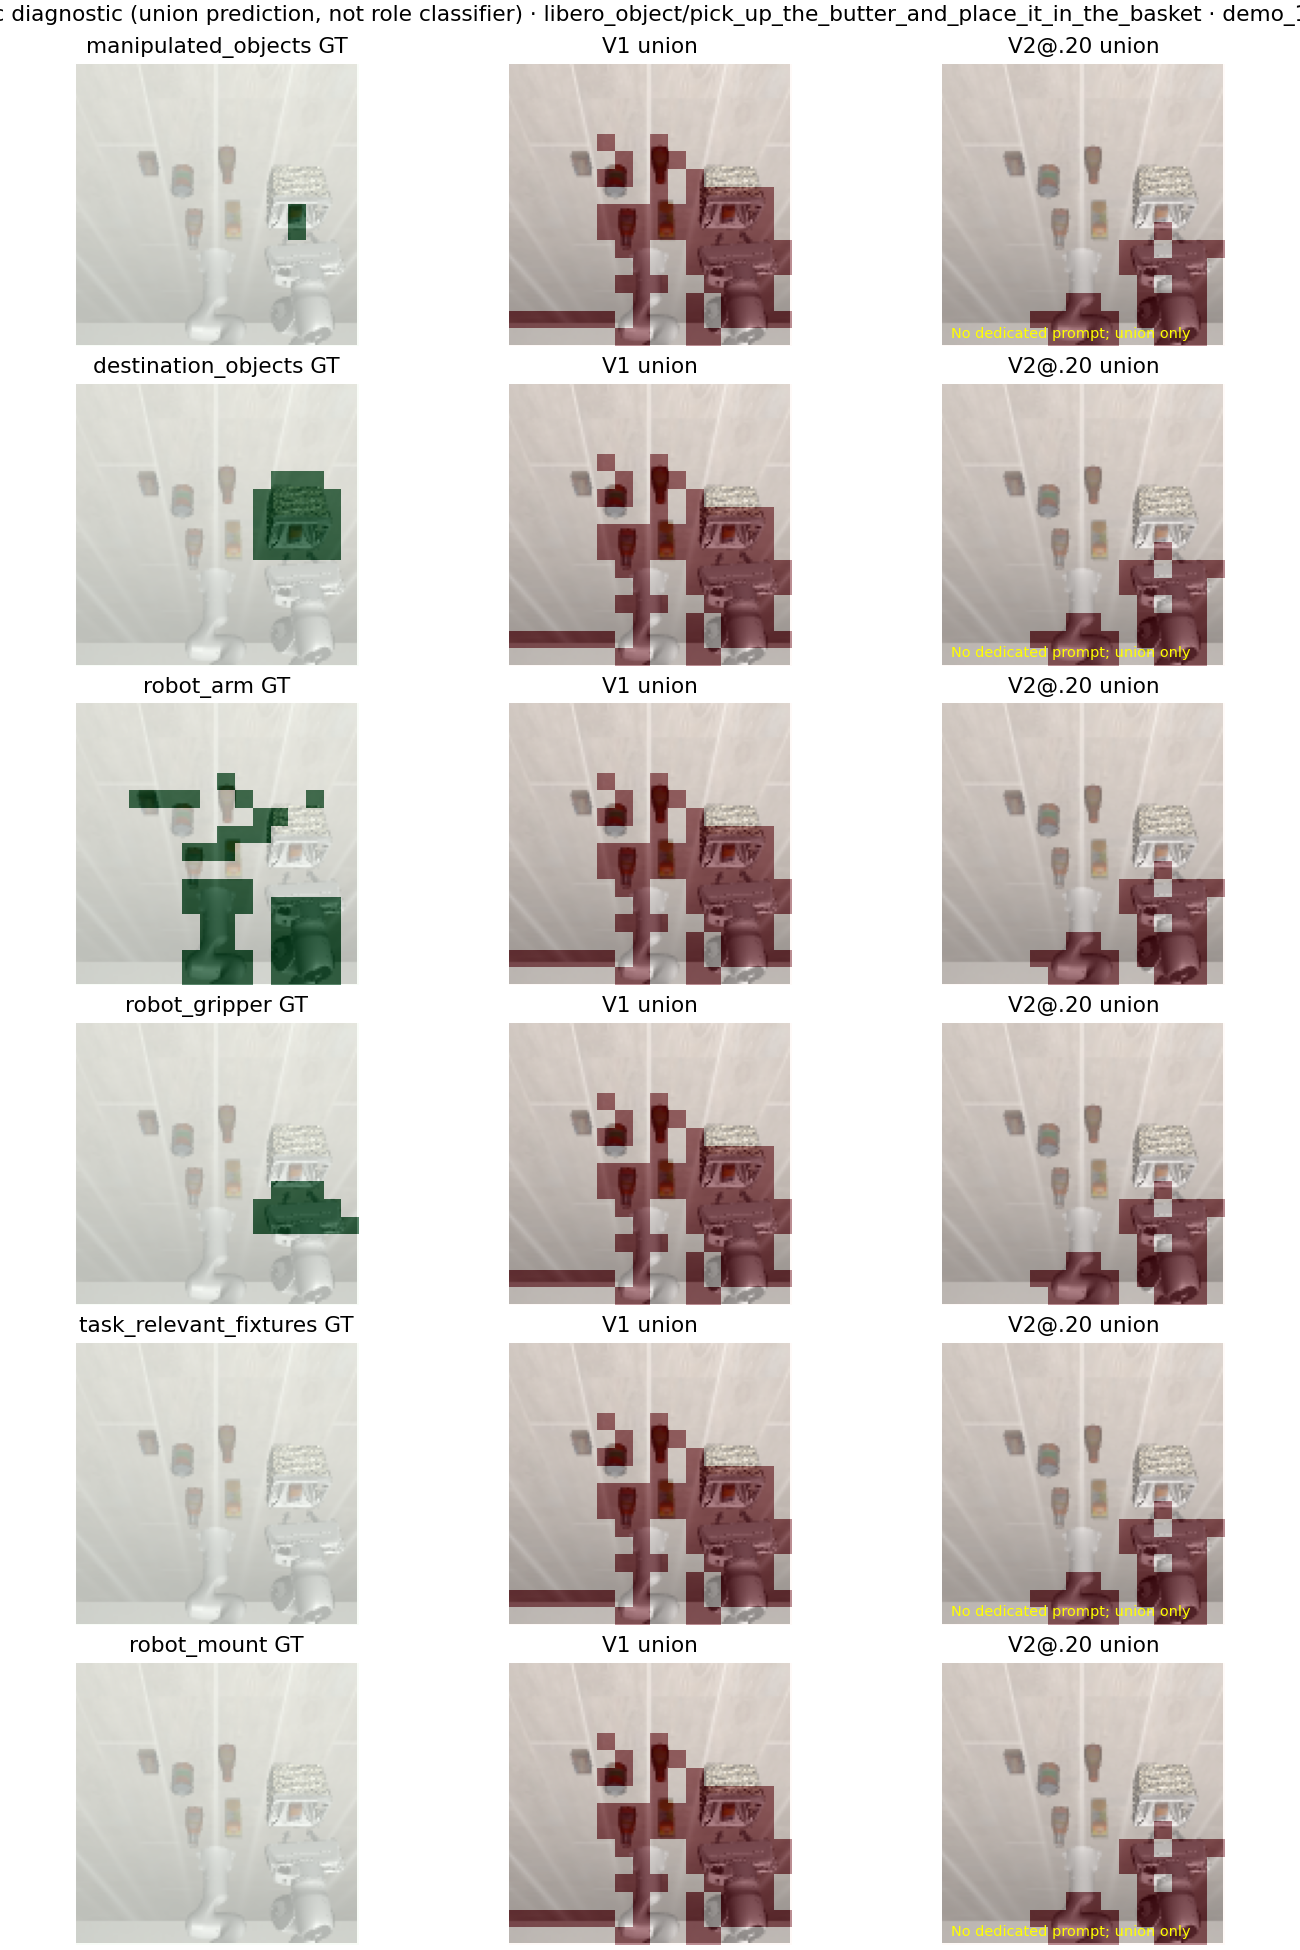 c diagnostic (union prediction, not role classifier) · libero_object/pick_up_the_butter_and_place_it_in_the_basket · demo_
manipulated_objects GT V1 union V2@.20 union
No dedicated prompt; union only
destination_objects GT V1 union V2@.20 union
No dedicated prompt; union only
robot_arm GT V1 union V2@.20 union
robot_gripper GT V1 union V2@.20 union
task_relevant_fixtures GT V1 union V2@.20 union
No dedicated prompt; union only
robot_mount GT V1 union V2@.20 union
No dedicated prompt; union only